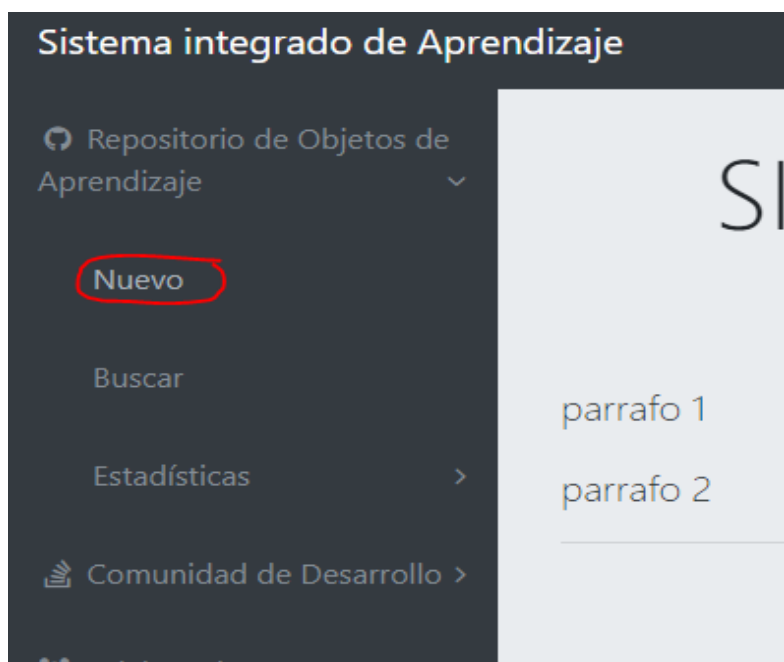 Sistema integrado de Aprendizaje
Repositorio de Objetos de
Aprendizaje
Nuevo
Buscar
Estadísticas
Comunidad de Desarrollo
SI
parrafo 1
parrafo 2